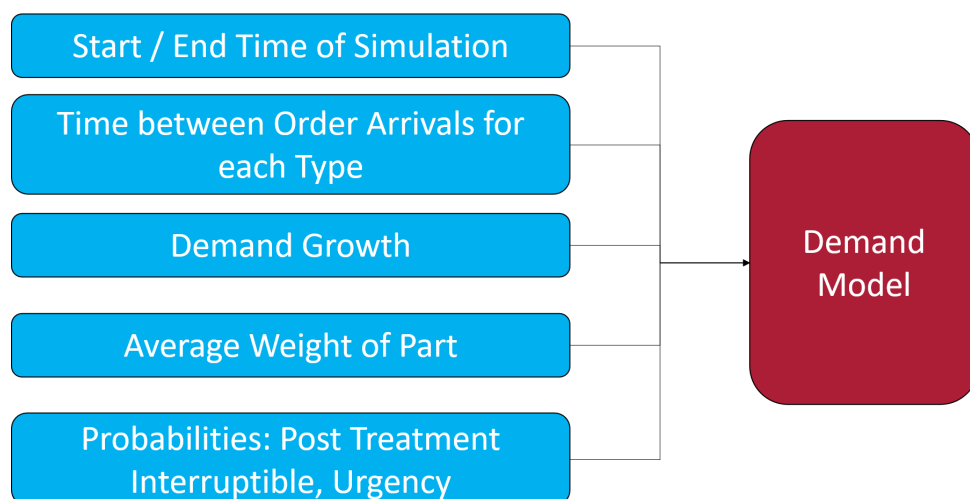 Start / End Time of Simulation
Time between Order Arrivals for
each Type
Demand Growth
Average Weight of Part
Probabilities: Post Treatment
Interruptible, Urgency
Demand
Model